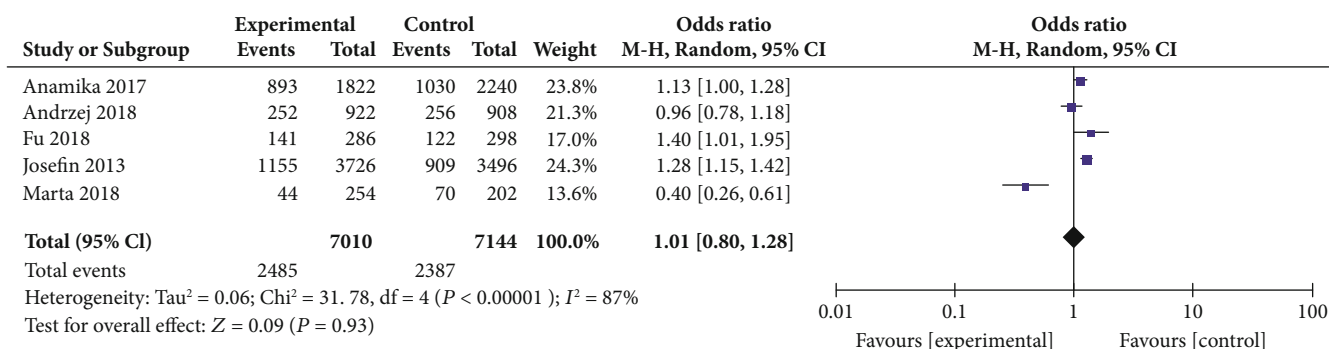 Experimental Control Odds ratio Odds ratio
Study or Subgroup Events Total Events Total Weight M-H, Random, 95% CI M-H, Random, 95% CI
Anamika 2017 893 1822 1030 2240 23.8% 1.13 [1.00, 1.28]
Andrzej 2018 252 922 256 908 21.3% 0.96 [0.78, 1.18]
Fu 2018 141 286 122 298 17.0% 1.40 [1.01, 1.95]
Josefin 2013 1155 3726 909 3496 24.3% 1.28 [1.15, 1.42]
Marta 2018 44 254 70 202 13.6% 0.40 [0.26, 0.61]
Total (95% Cl) 7010 7144 100.0% 1.01 [0.80, 1.28]
Total events 2485 2387
Heterogeneity: Tau² = 0.06; Chi² = 31. 78, df = 4 (P < 0.00001 ); I² = 87%
Test for overall effect: Z = 0.09 (P = 0.93)
0.01 0.1 1 10 100
Favours [experimental] Favours [control]